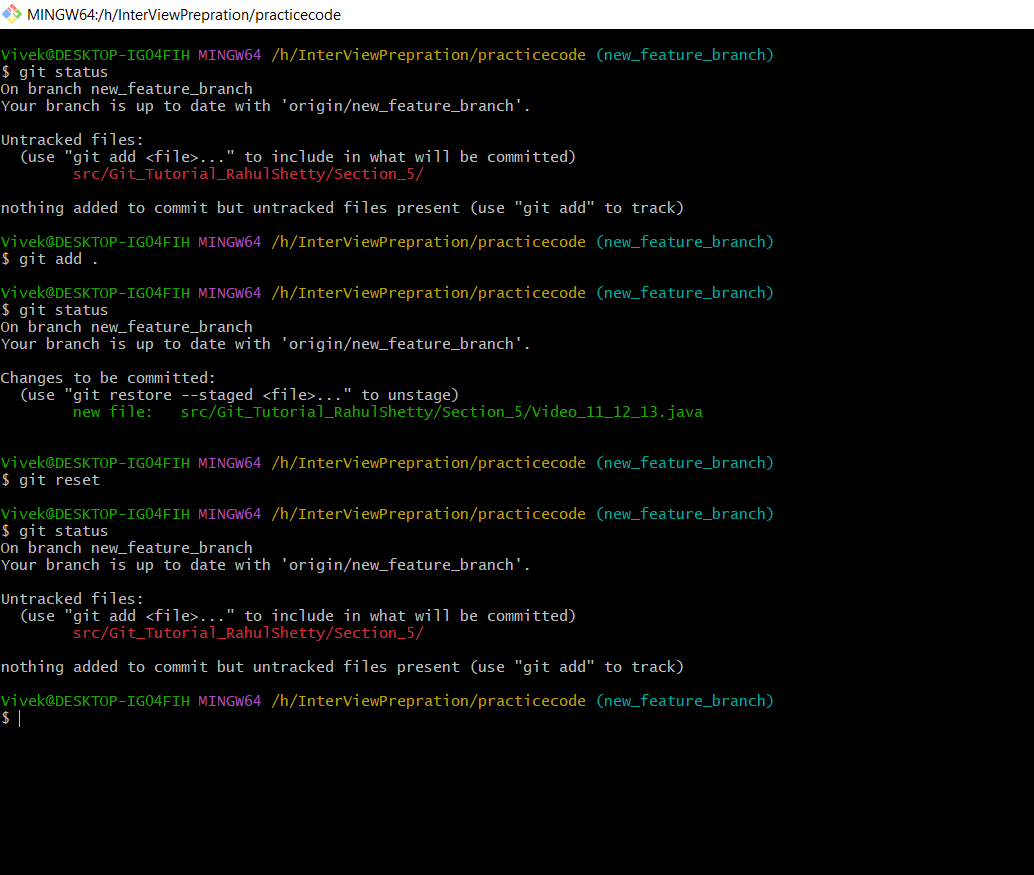 MINGW64:/h/InterViewPrepration/practicecode
Vivek@DESKTOP-IGO4FIH MINGW64 /h/InterViewPrepration/practicecode (new_feature_branch)
$ git status
On branch new_feature_branch
Your branch is up to date with 'origin/new_feature_branch'.
Untracked files:
  (use "git add <file>..." to include in what will be committed)
        src/Git_Tutorial_RahulShetty/Section_5/
nothing added to commit but untracked files present (use "git add" to track)
Vivek@DESKTOP-IGO4FIH MINGW64 /h/InterViewPrepration/practicecode (new_feature_branch)
$ git add .
Vivek@DESKTOP-IGO4FIH MINGW64 /h/InterViewPrepration/practicecode (new_feature_branch)
$ git status
On branch new_feature_branch
Your branch is up to date with 'origin/new_feature_branch'.
Changes to be committed:
  (use "git restore --staged <file>..." to unstage)
        new file:   src/Git_Tutorial_RahulShetty/Section_5/Video_11_12_13.java
Vivek@DESKTOP-IGO4FIH MINGW64 /h/InterViewPrepration/practicecode (new_feature_branch)
$ git reset
Vivek@DESKTOP-IGO4FIH MINGW64 /h/InterViewPrepration/practicecode (new_feature_branch)
$ git status
On branch new_feature_branch
Your branch is up to date with 'origin/new_feature_branch'.
Untracked files:
  (use "git add <file>..." to include in what will be committed)
        src/Git_Tutorial_RahulShetty/Section_5/
nothing added to commit but untracked files present (use "git add" to track)
Vivek@DESKTOP-IGO4FIH MINGW64 /h/InterViewPrepration/practicecode (new_feature_branch)
$